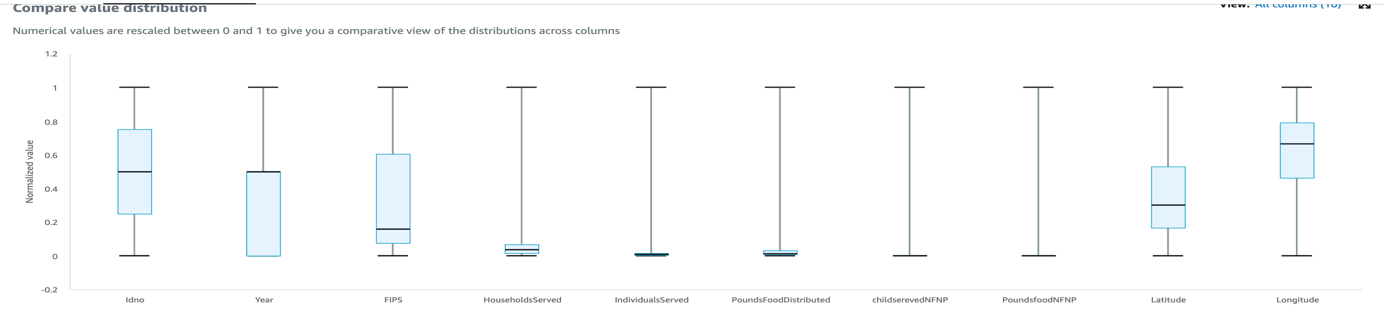 Compare value distribution
View: All columns (10)
Numerical values are rescaled between 0 and 1 to give you a comparative view of the distributions across columns
1.2
1
0.8
0.6
0.4
0.2
0
-0.2
Normalized value
Idno Year FIPS HouseholdsServed IndividualsServed PoundsFoodDistributed childserevedNFNP PoundsfoodNFNP Latitude Longitude